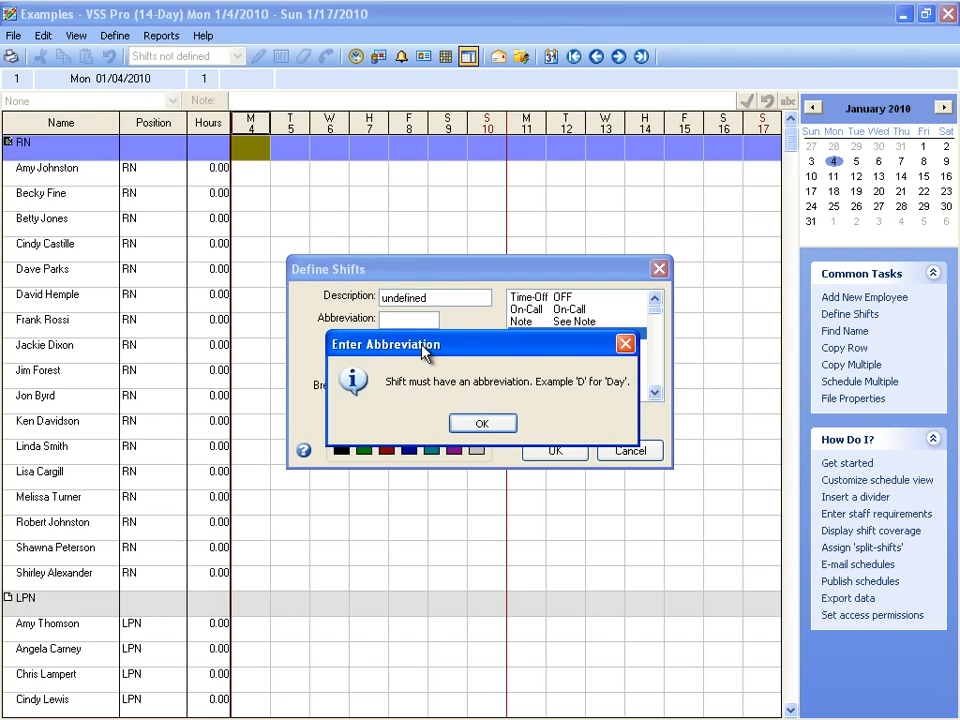 Examples - VSS Pro (14-Day) Mon 1/4/2010 - Sun 1/17/2010
File Edit View Define Reports Help
Shifts not defined
1 Mon 01/04/2010 1
None Note: abc
Name Position Hours M 4 T 5 W 6 H 7 F 8 S 9 S 10 M 11 T 12 W 13 H 14 F 15 S 16 S 17
RN
Amy Johnston RN 0.00
Becky Fine RN 0.00
Betty Jones RN 0.00
Cindy Castille RN 0.00
Dave Parks RN 0.00
David Hemple RN 0.00
Frank Rossi RN 0.00
Jackie Dixon RN 0.00
Jim Forest RN 0.00
Jon Byrd RN 0.00
Ken Davidson RN 0.00
Linda Smith RN 0.00
Lisa Cargill RN 0.00
Melissa Turner RN 0.00
Robert Johnston RN 0.00
Shawna Peterson RN 0.00
Shirley Alexander RN 0.00
LPN
Amy Thomson LPN 0.00
Angela Carney LPN 0.00
Chris Lampert LPN 0.00
Cindy Lewis LPN 0.00
Define Shifts
Description: undefined
Abbreviation:
Time-Off OFF
On-Call On-Call
Note See Note
Bre
OK Cancel
Enter Abbreviation
Shift must have an abbreviation. Example 'D' for 'Day'.
OK
January 2010
Sun Mon Tue Wed Thu Fri Sat
27 28 29 30 31 1 2
3 4 5 6 7 8 9
10 11 12 13 14 15 16
17 18 19 20 21 22 23
24 25 26 27 28 29 30
31 1 2 3 4 5 6
Common Tasks
Add New Employee
Define Shifts
Find Name
Copy Row
Copy Multiple
Schedule Multiple
File Properties
How Do I?
Get started
Customize schedule view
Insert a divider
Enter staff requirements
Display shift coverage
Assign 'split-shifts'
E-mail schedules
Publish schedules
Export data
Set access permissions